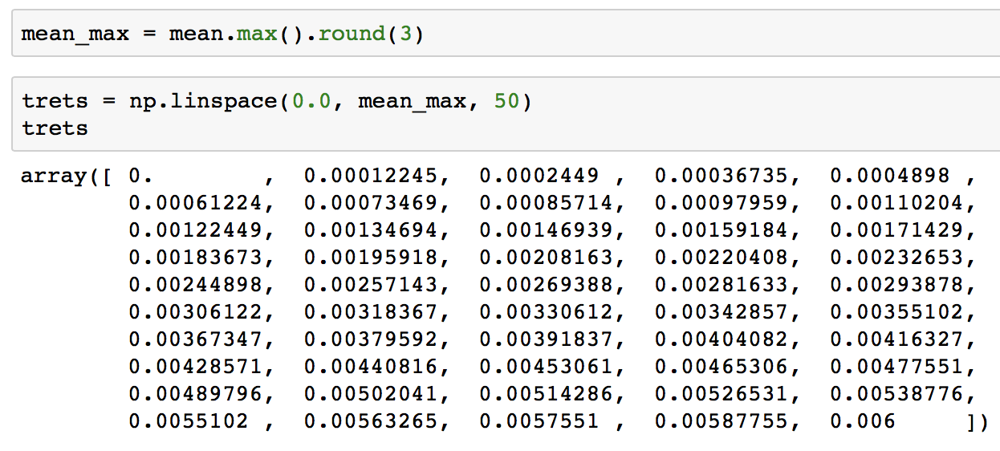 mean_max = mean.max().round(3)
trets = np.linspace(0.0, mean_max, 50)
trets
array([ 0.        ,  0.00012245,  0.0002449 ,  0.00036735,  0.0004898 ,
        0.00061224,  0.00073469,  0.00085714,  0.00097959,  0.00110204,
        0.00122449,  0.00134694,  0.00146939,  0.00159184,  0.00171429,
        0.00183673,  0.00195918,  0.00208163,  0.00220408,  0.00232653,
        0.00244898,  0.00257143,  0.00269388,  0.00281633,  0.00293878,
        0.00306122,  0.00318367,  0.00330612,  0.00342857,  0.00355102,
        0.00367347,  0.00379592,  0.00391837,  0.00404082,  0.00416327,
        0.00428571,  0.00440816,  0.00453061,  0.00465306,  0.00477551,
        0.00489796,  0.00502041,  0.00514286,  0.00526531,  0.00538776,
        0.0055102 ,  0.00563265,  0.0057551 ,  0.00587755,  0.006     ])